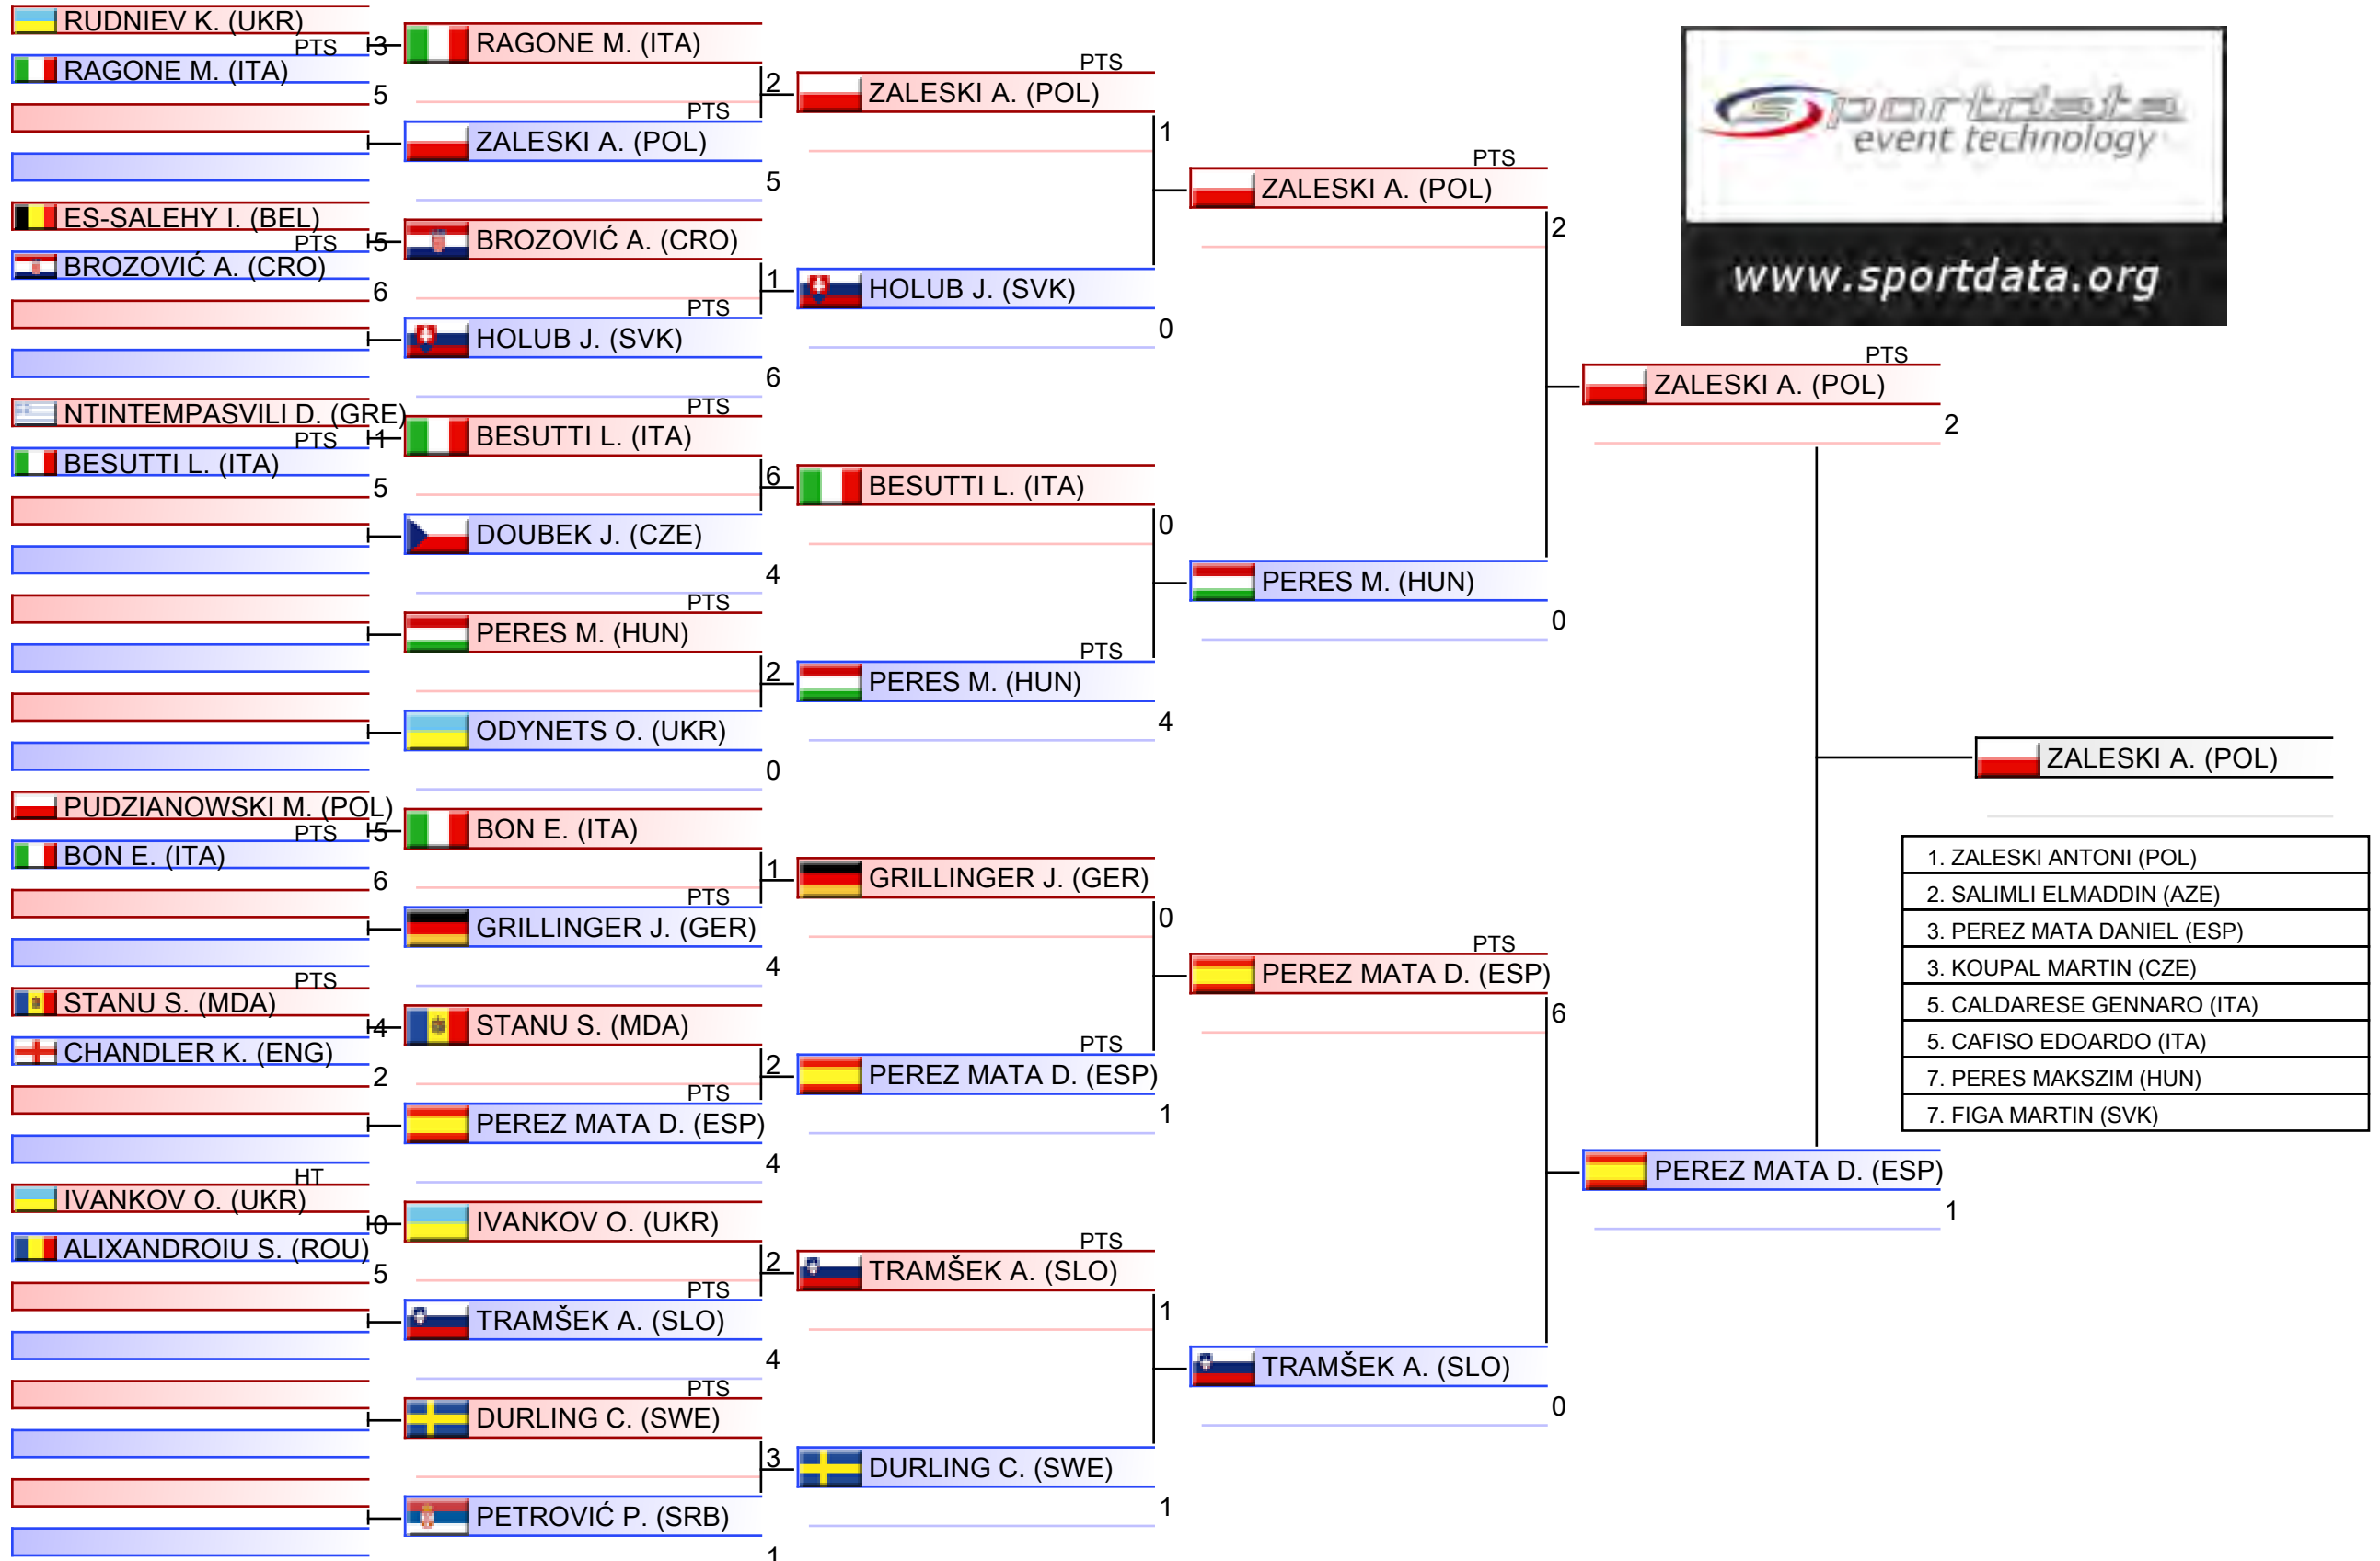 RUDNIEV K. (UKR)
PTS 3
RAGONE M. (ITA)
5
ES-SALEHY I. (BEL)
PTS 5
BROZOVIĆ A. (CRO)
6
NTINTEMPASVILI D. (GRE)
PTS 1
BESUTTI L. (ITA)
5
PUDZIANOWSKI M. (POL)
PTS 5
BON E. (ITA)
6
PTS
STANU S. (MDA)
4
CHANDLER K. (ENG)
2
HT
IVANKOV O. (UKR)
0
ALIXANDROIU S. (ROU)
5
RAGONE M. (ITA)
2
PTS
ZALESKI A. (POL)
5
BROZOVIĆ A. (CRO)
1
PTS
HOLUB J. (SVK)
6
PTS
BESUTTI L. (ITA)
6
DOUBEK J. (CZE)
4
PTS
PERES M. (HUN)
2
ODYNETS O. (UKR)
0
BON E. (ITA)
1
PTS
GRILLINGER J. (GER)
4
STANU S. (MDA)
2
PTS
PEREZ MATA D. (ESP)
4
IVANKOV O. (UKR)
2
PTS
TRAMŠEK A. (SLO)
4
PTS
DURLING C. (SWE)
3
PETROVIĆ P. (SRB)
1
PTS
ZALESKI A. (POL)
1
HOLUB J. (SVK)
0
BESUTTI L. (ITA)
0
PTS
PERES M. (HUN)
4
GRILLINGER J. (GER)
0
PTS
PEREZ MATA D. (ESP)
1
PTS
TRAMŠEK A. (SLO)
1
DURLING C. (SWE)
1
PTS
ZALESKI A. (POL)
2
PERES M. (HUN)
0
PTS
PEREZ MATA D. (ESP)
6
TRAMŠEK A. (SLO)
0
sportdata
event technology
www.sportdata.org
PTS
ZALESKI A. (POL)
2
PEREZ MATA D. (ESP)
1
ZALESKI A. (POL)
1. ZALESKI ANTONI (POL)
2. SALIMLI ELMADDIN (AZE)
3. PEREZ MATA DANIEL (ESP)
3. KOUPAL MARTIN (CZE)
5. CALDARESE GENNARO (ITA)
5. CAFISO EDOARDO (ITA)
7. PERES MAKSZIM (HUN)
7. FIGA MARTIN (SVK)